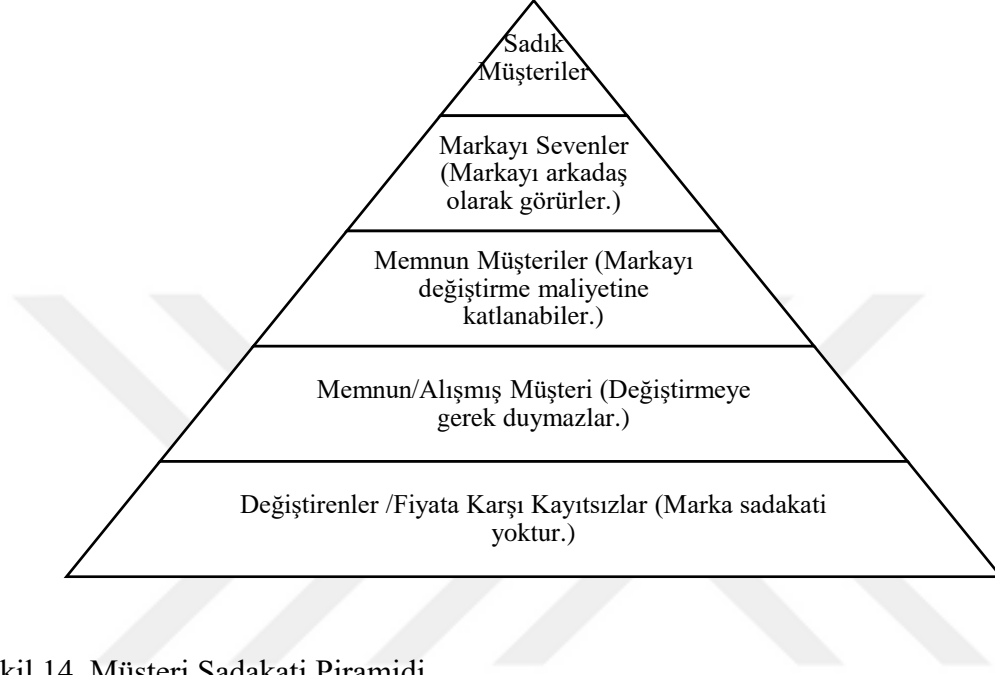 Sadık
Müşteriler
Markayı Sevenler
(Markayı arkadaş
olarak görürler.)
Memnun Müşteriler (Markayı
değiştirme maliyetine
katlanabiler.)
Memnun/Alışmış Müşteri (Değiştirmeye
gerek duymazlar.)
Değiştirenler /Fiyata Karşı Kayıtsızlar (Marka sadakati
yoktur.)
kil 14. Müşteri Sadakati Piramidi